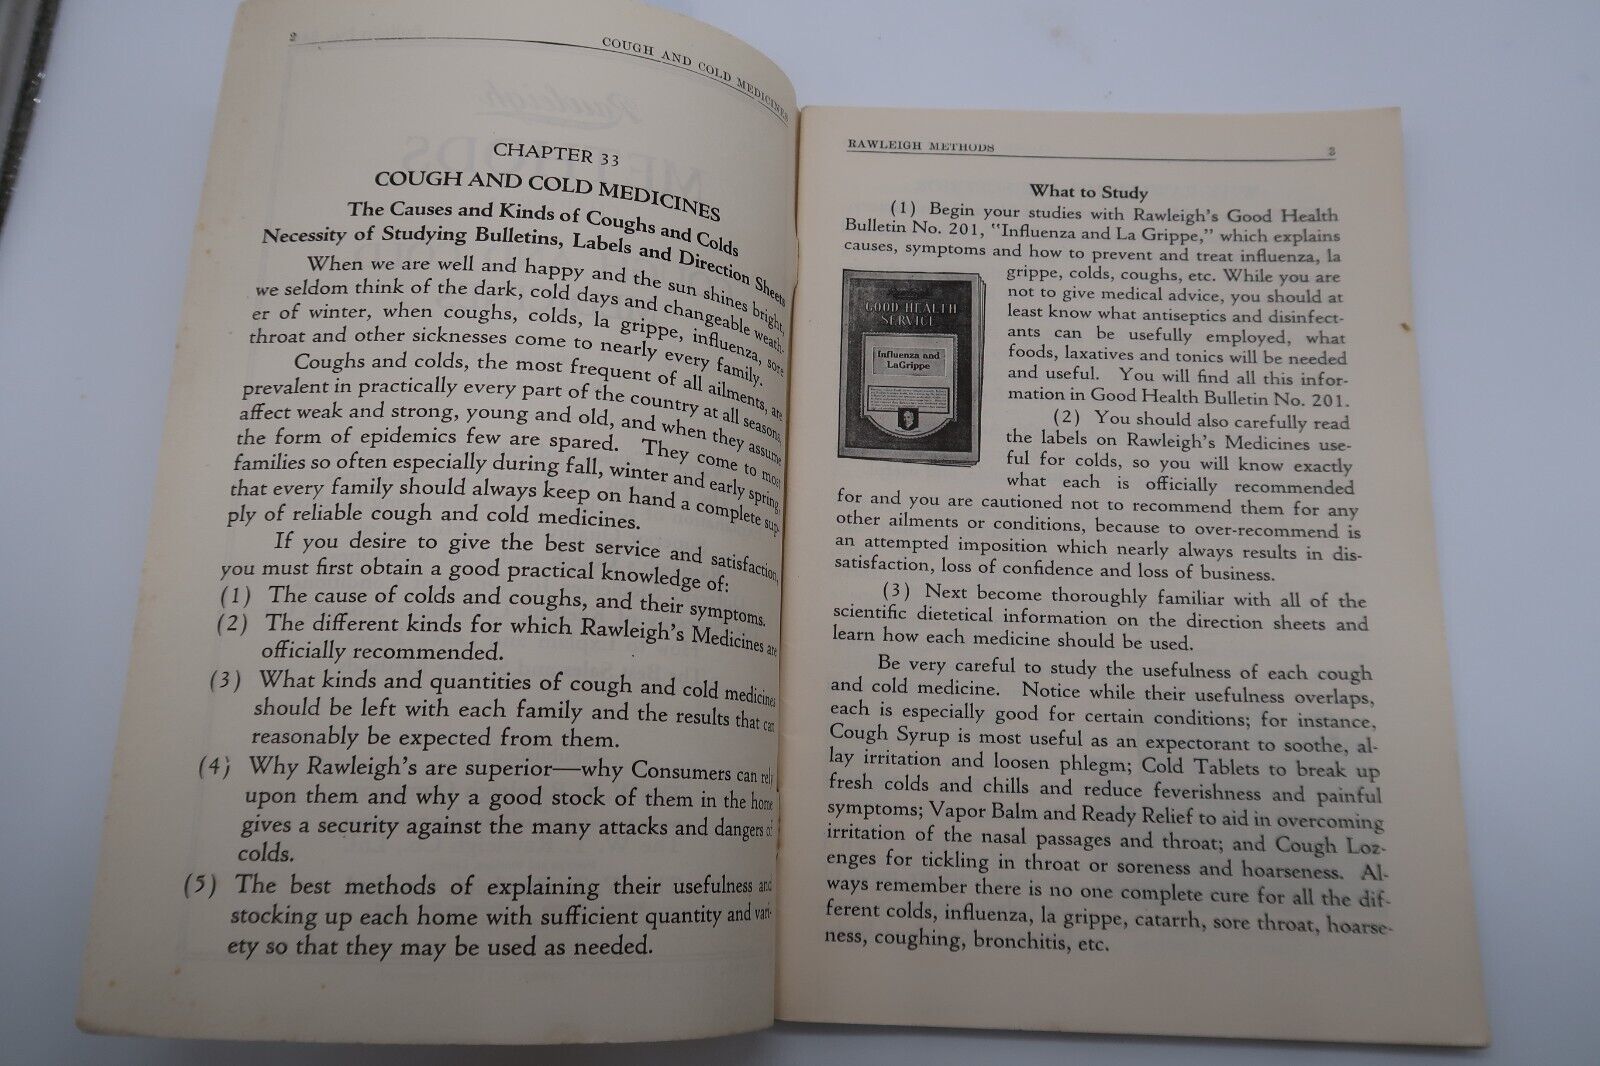 2
COUGH AND COLD MEDICINES
CHAPTER 33
COUGH AND COLD MEDICINES
The Causes and Kinds of Coughs and Colds
Necessity of Studying Bulletins, Labels and Direction Sheets
When we are well and happy and the sun shines bright,
we seldom think of the dark, cold days and changeable weath-
er of winter, when coughs, colds, la grippe, influenza, sore
throat and other sicknesses come to nearly every family.
Coughs and colds, the most frequent of all ailments, are
prevalent in practically every part of the country at all seasons,
affect weak and strong, young and old, and when they assume
the form of epidemics few are spared. They come to most
families so often especially during fall, winter and early spring,
that every family should always keep on hand a complete sup-
ply of reliable cough and cold medicines.
If you desire to give the best service and satisfaction,
you must first obtain a good practical knowledge of:
(1) The cause of colds and coughs, and their symptoms.
(2) The different kinds for which Rawleigh's Medicines are
officially recommended.
(3) What kinds and quantities of cough and cold medicines
should be left with each family and the results that can
reasonably be expected from them.
(4) Why Rawleigh's are superior—why Consumers can rely
upon them and why a good stock of them in the home
gives a security against the many attacks and dangers of
colds.
(5) The best methods of explaining their usefulness and
stocking up each home with sufficient quantity and vari-
ety so that they may be used as needed.
RAWLEIGH METHODS
3
What to Study
(1) Begin your studies with Rawleigh's Good Health
Bulletin No. 201, "Influenza and La Grippe," which explains
causes, symptoms and how to prevent and treat influenza, la
grippe, colds, coughs, etc. While you are
not to give medical advice, you should at
least know what antiseptics and disinfect-
ants can be usefully employed, what
foods, laxatives and tonics will be needed
and useful. You will find all this infor-
mation in Good Health Bulletin No. 201.
GOOD HEALTH
SERVICE
Influenza and
LaGrippe
(2) You should also carefully read
the labels on Rawleigh's Medicines use-
ful for colds, so you will know exactly
what each is officially recommended
for and you are cautioned not to recommend them for any
other ailments or conditions, because to over-recommend is
an attempted imposition which nearly always results in dis-
satisfaction, loss of confidence and loss of business.
(3) Next become thoroughly familiar with all of the
scientific dietetical information on the direction sheets and
learn how each medicine should be used.
Be very careful to study the usefulness of each cough
and cold medicine. Notice while their usefulness overlaps,
each is especially good for certain conditions; for instance,
Cough Syrup is most useful as an expectorant to soothe, al-
lay irritation and loosen phlegm; Cold Tablets to break up
fresh colds and chills and reduce feverishness and painful
symptoms; Vapor Balm and Ready Relief to aid in overcoming
irritation of the nasal passages and throat; and Cough Loz-
enges for tickling in throat or soreness and hoarseness. Al-
ways remember there is no one complete cure for all the dif-
ferent colds, influenza, la grippe, catarrh, sore throat, hoarse-
ness, coughing, bronchitis, etc.